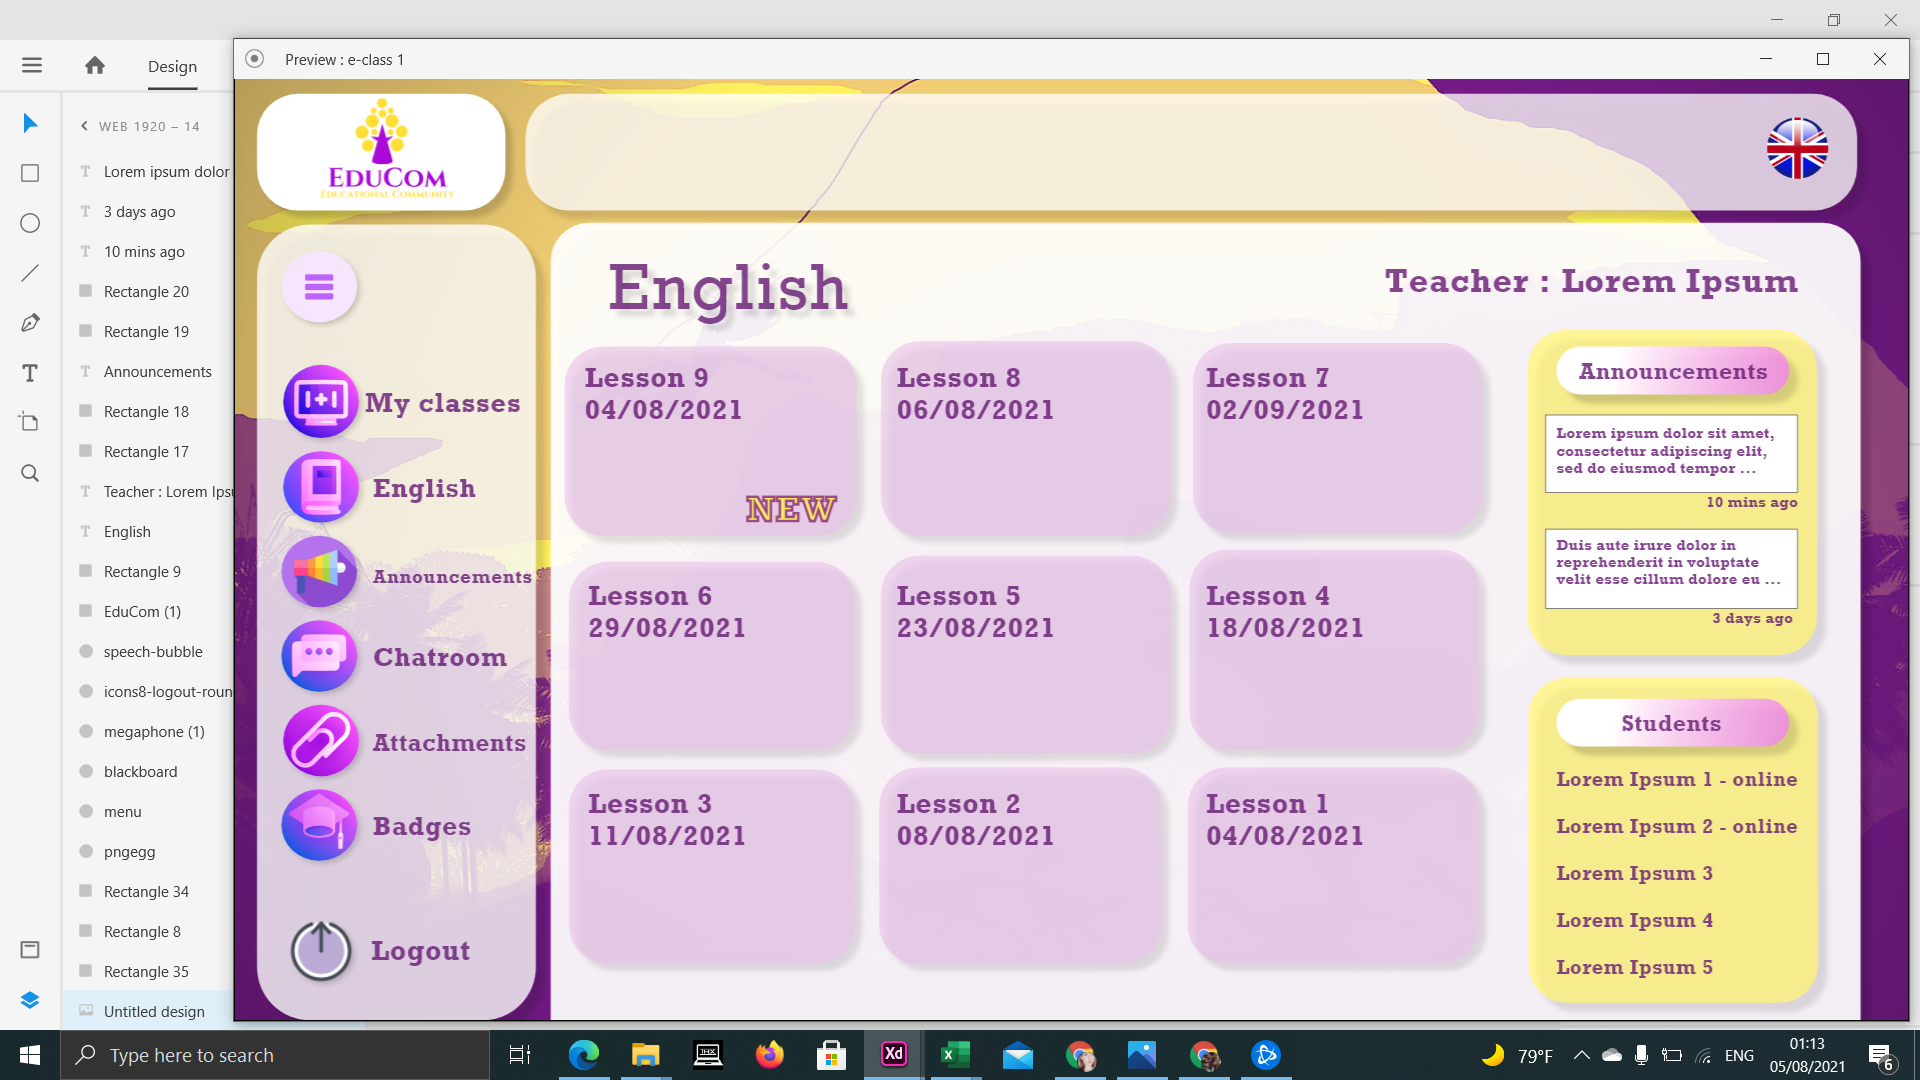 Design
Preview : e-class 1
WEB 1920 – 14
Lorem ipsum dolor
3 days ago
10 mins ago
Rectangle 20
Rectangle 19
Announcements
Rectangle 18
Rectangle 17
Teacher : Lorem Ipsu
English
Rectangle 9
EduCom (1)
speech-bubble
icons8-logout-roun
megaphone (1)
blackboard
menu
pngegg
Rectangle 34
Rectangle 8
Rectangle 35
Untitled design
EDUCOM
EDUCATIONAL COMMUNITY
My classes
English
Announcements
Chatroom
Attachments
Badges
Logout
English
Teacher : Lorem Ipsum
Lesson 9
04/08/2021
NEW
Lesson 8
06/08/2021
Lesson 7
02/09/2021
Lesson 6
29/08/2021
Lesson 5
23/08/2021
Lesson 4
18/08/2021
Lesson 3
11/08/2021
Lesson 2
08/08/2021
Lesson 1
04/08/2021
Announcements
Lorem ipsum dolor sit amet,
consectetur adipiscing elit,
sed do eiusmod tempor ...
10 mins ago
Duis aute irure dolor in
reprehenderit in voluptate
velit esse cillum dolore eu ...
3 days ago
Students
Lorem Ipsum 1 - online
Lorem Ipsum 2 - online
Lorem Ipsum 3
Lorem Ipsum 4
Lorem Ipsum 5
Type here to search
Xd
79°F
ENG
01:13
05/08/2021
6